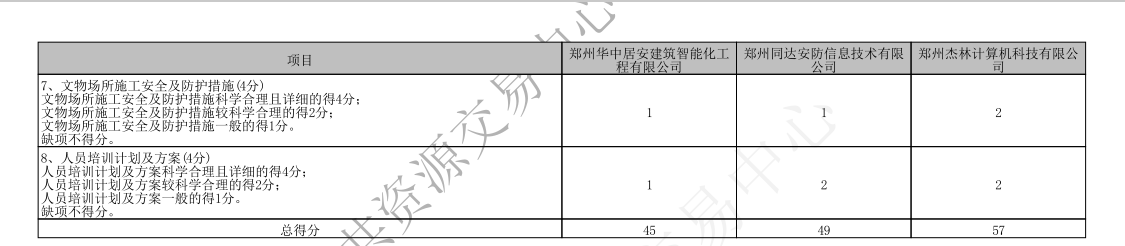 项目
郑州华中居安建筑智能化工
程有限公司
郑州同达安防信息技术有限
公司
郑州杰林计算机科技有限公
司
7、文物场所施工安全及防护措施(4分)
文物场所施工安全及防护措施科学合理且详细的得4分；
文物场所施工安全及防护措施较科学合理的得2分；
文物场所施工安全及防护措施一般的得1分。
缺项不得分。
1
1
2
8、人员培训计划及方案(4分)
人员培训计划及方案科学合理且详细的得4分；
人员培训计划及方案较科学合理的得2分；
人员培训计划及方案一般的得1分。
缺项不得分。
1
2
2
总得分
45
49
57
共资源交易中心
易中心